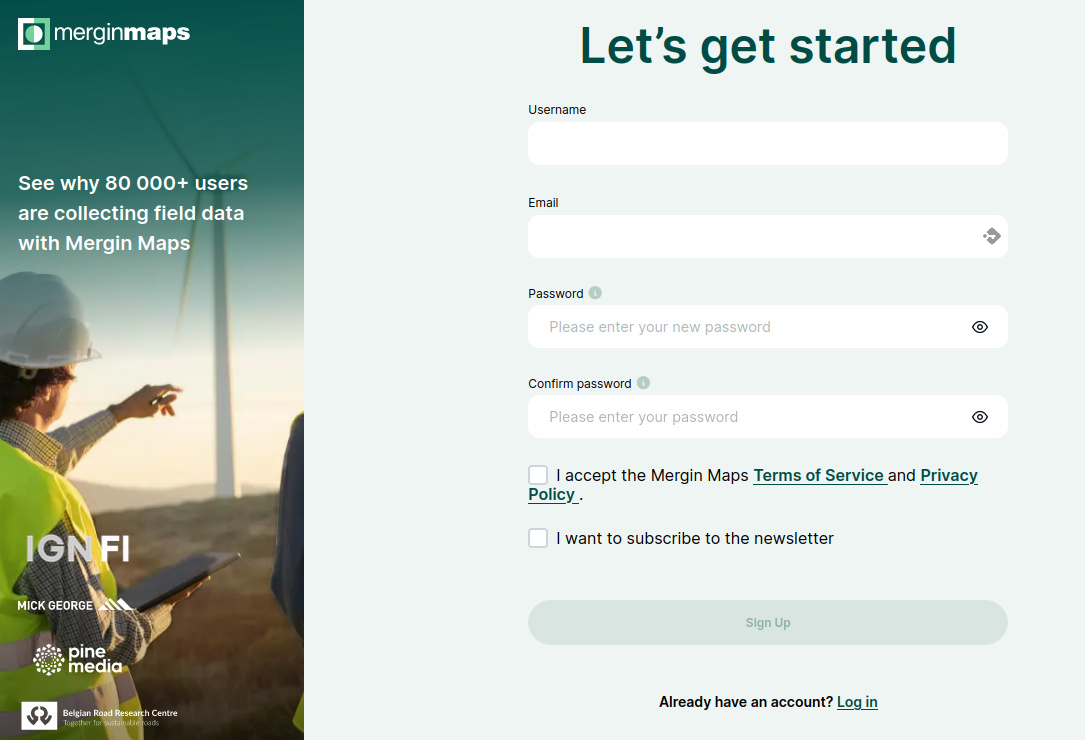 merginmaps
See why 80 000+ users
are collecting field data
with Mergin Maps
IGN FI
MICK GEORGE
pine
media
Belgian Road Research Centre
Together for sustainable roads
Let’s get started
Username
Email
Password
Please enter your new password
Confirm password
Please enter your password
I accept the Mergin Maps Terms of Service and Privacy
Policy .
I want to subscribe to the newsletter
Sign Up
Already have an account? Log in